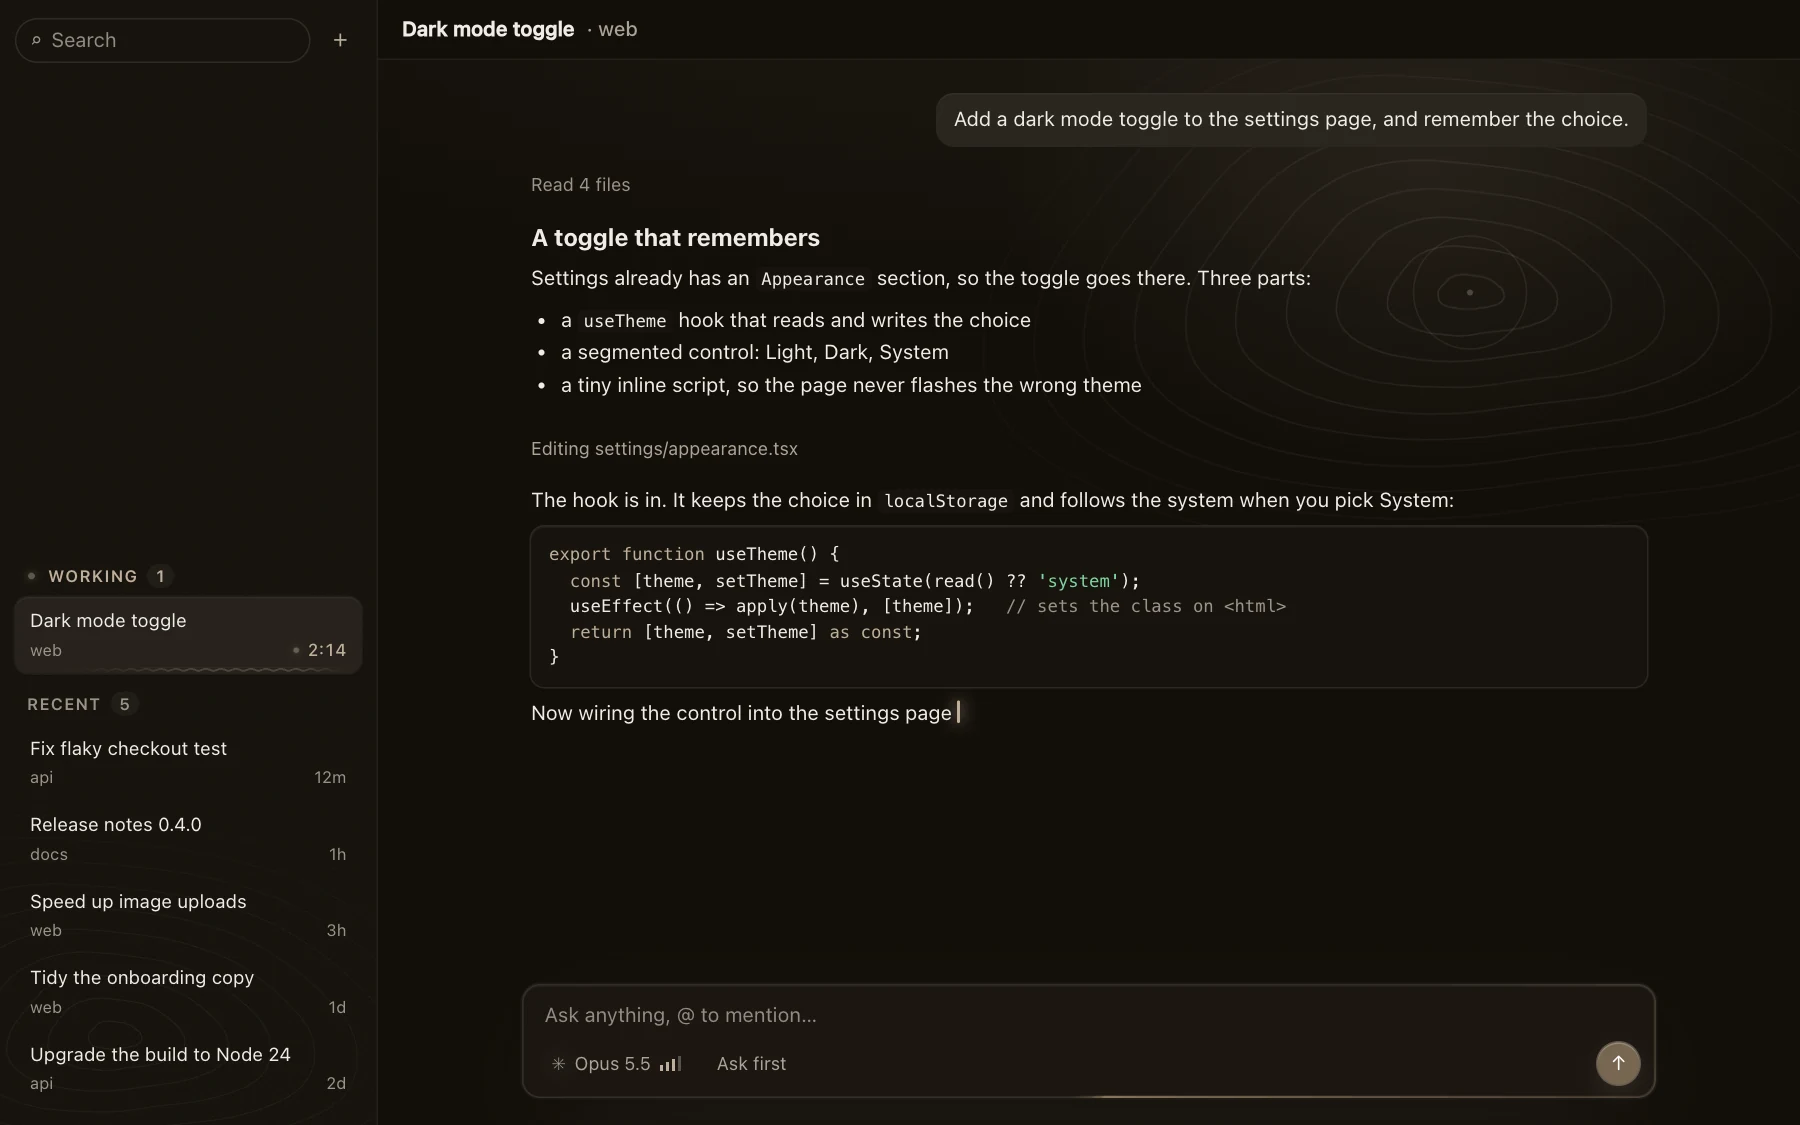 Search
+
WORKING 1
Dark mode toggle
web 2:14
RECENT 5
Fix flaky checkout test
api 12m
Release notes 0.4.0
docs 1h
Speed up image uploads
web 3h
Tidy the onboarding copy
web 1d
Upgrade the build to Node 24
api 2d
Dark mode toggle · web
Add a dark mode toggle to the settings page, and remember the choice.
Read 4 files
A toggle that remembers
Settings already has an Appearance section, so the toggle goes there. Three parts:
• a useTheme hook that reads and writes the choice
• a segmented control: Light, Dark, System
• a tiny inline script, so the page never flashes the wrong theme
Editing settings/appearance.tsx
The hook is in. It keeps the choice in localStorage and follows the system when you pick System:
export function useTheme() {
  const [theme, setTheme] = useState(read() ?? 'system');
  useEffect(() => apply(theme), [theme]);   // sets the class on <html>
  return [theme, setTheme] as const;
}
Now wiring the control into the settings page
Ask anything, @ to mention...
Opus 5.5 Ask first